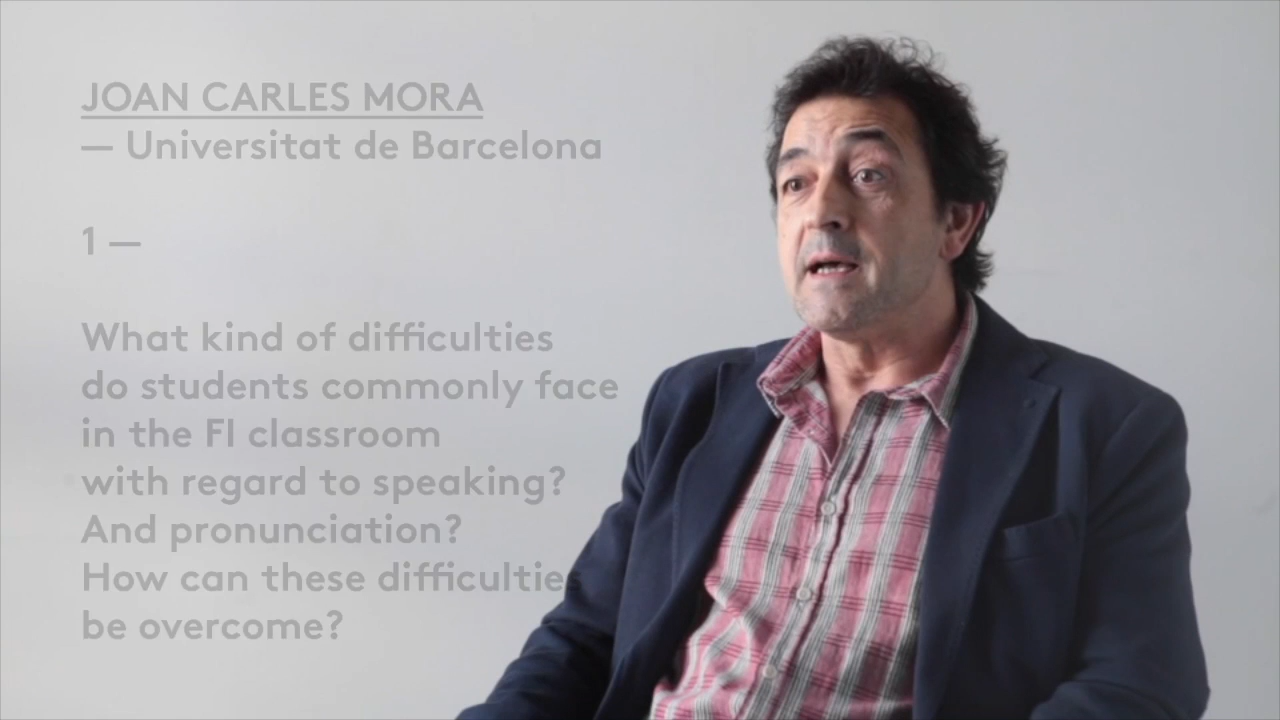 JOAN CARLES MORA
— Universitat de Barcelona
1 —
What kind of difficulties
do students commonly face
in the FI classroom
with regard to speaking?
And pronunciation?
How can these difficulties
be overcome?